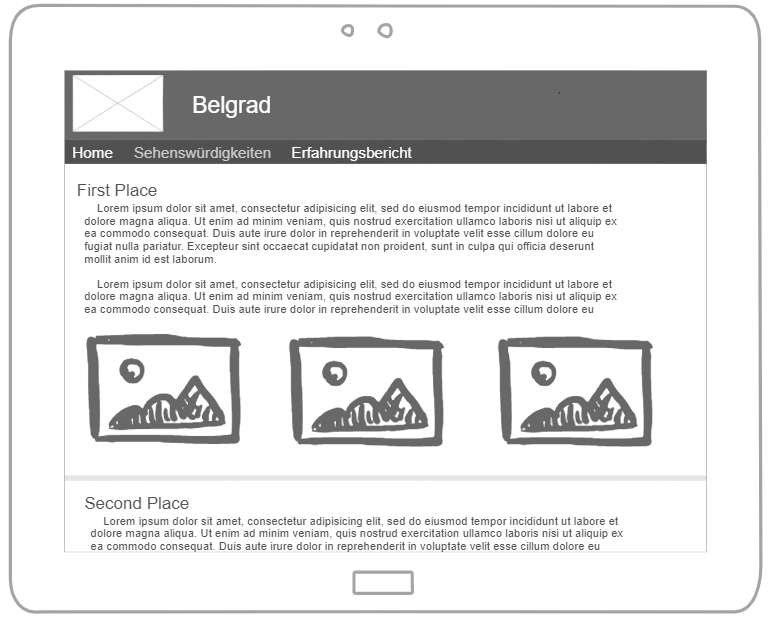 Belgrad
Home Sehenswürdigkeiten Erfahrungsbericht
First Place
Lorem ipsum dolor sit amet, consectetur adipisicing elit, sed do eiusmod tempor incididunt ut labore et
dolore magna aliqua. Ut enim ad minim veniam, quis nostrud exercitation ullamco laboris nisi ut aliquip ex
ea commodo consequat. Duis aute irure dolor in reprehenderit in voluptate velit esse cillum dolore eu
fugiat nulla pariatur. Excepteur sint occaecat cupidatat non proident, sunt in culpa qui officia deserunt
mollit anim id est laborum.
Lorem ipsum dolor sit amet, consectetur adipisicing elit, sed do eiusmod tempor incididunt ut labore et
dolore magna aliqua. Ut enim ad minim veniam, quis nostrud exercitation ullamco laboris nisi ut aliquip ex
ea commodo consequat. Duis aute irure dolor in reprehenderit in voluptate velit esse cillum dolore eu
Second Place
Lorem ipsum dolor sit amet, consectetur adipisicing elit, sed do eiusmod tempor incididunt ut labore et
dolore magna aliqua. Ut enim ad minim veniam, quis nostrud exercitation ullamco laboris nisi ut aliquip ex
ea commodo consequat. Duis aute irure dolor in reprehenderit in voluptate velit esse cillum dolore eu